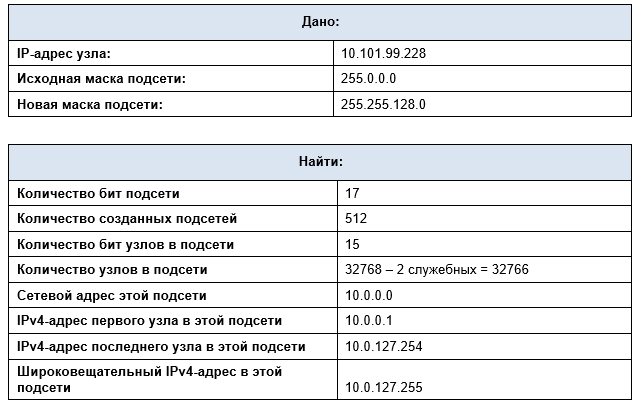 Дано:
IP-адрес узла: 10.101.99.228
Исходная маска подсети: 255.0.0.0
Новая маска подсети: 255.255.128.0
Найти:
Количество бит подсети 17
Количество созданных подсетей 512
Количество бит узлов в подсети 15
Количество узлов в подсети 32768 – 2 служебных = 32766
Сетевой адрес этой подсети 10.0.0.0
IPv4-адрес первого узла в этой подсети 10.0.0.1
IPv4-адрес последнего узла в этой подсети 10.0.127.254
Широковещательный IPv4-адрес в этой
подсети 10.0.127.255